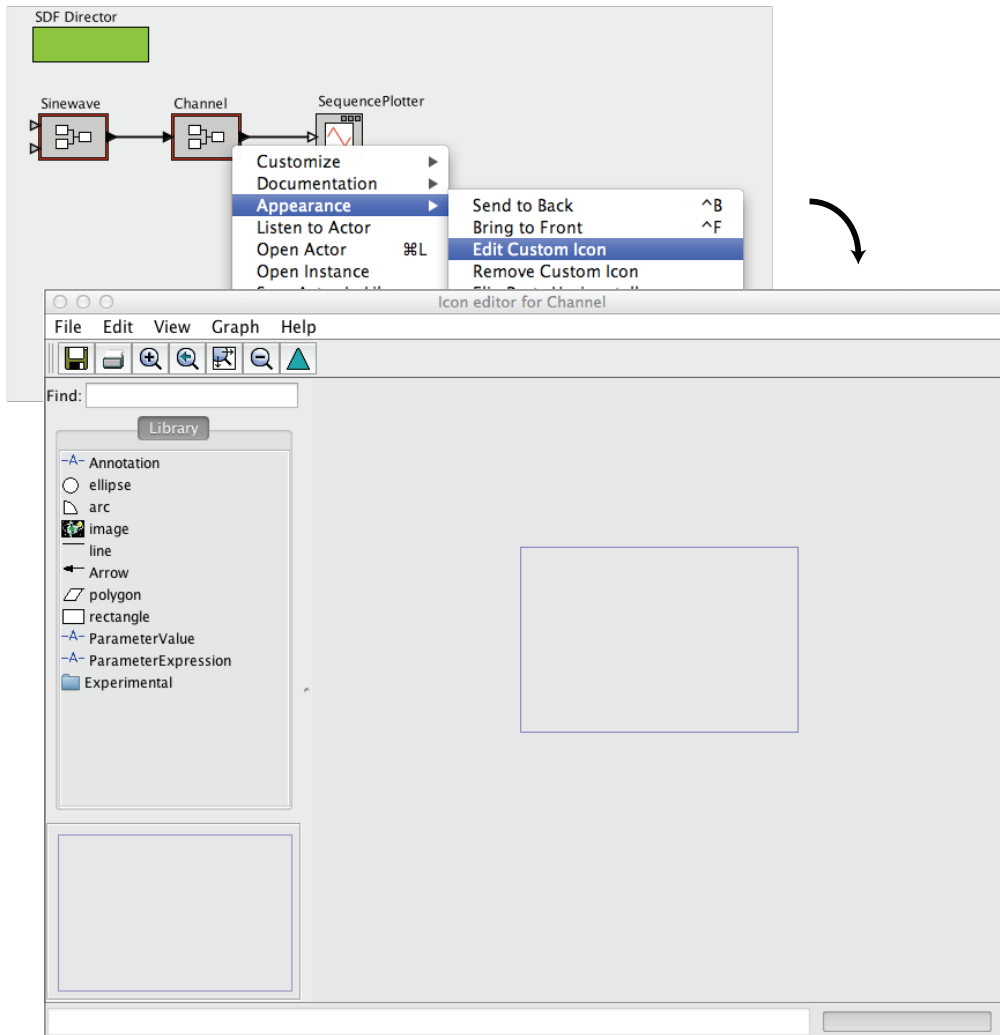 SDF Director
Sinewave
Channel
SequencePlotter
Customize
Documentation
Appearance
Listen to Actor
Open Actor ⌘L
Open Instance
Send to Back ^B
Bring to Front ^F
Edit Custom Icon
Remove Custom Icon
Icon editor for Channel
File Edit View Graph Help
Find:
Library
-A- Annotation
ellipse
arc
image
line
Arrow
polygon
rectangle
-A- ParameterValue
-A- ParameterExpression
Experimental